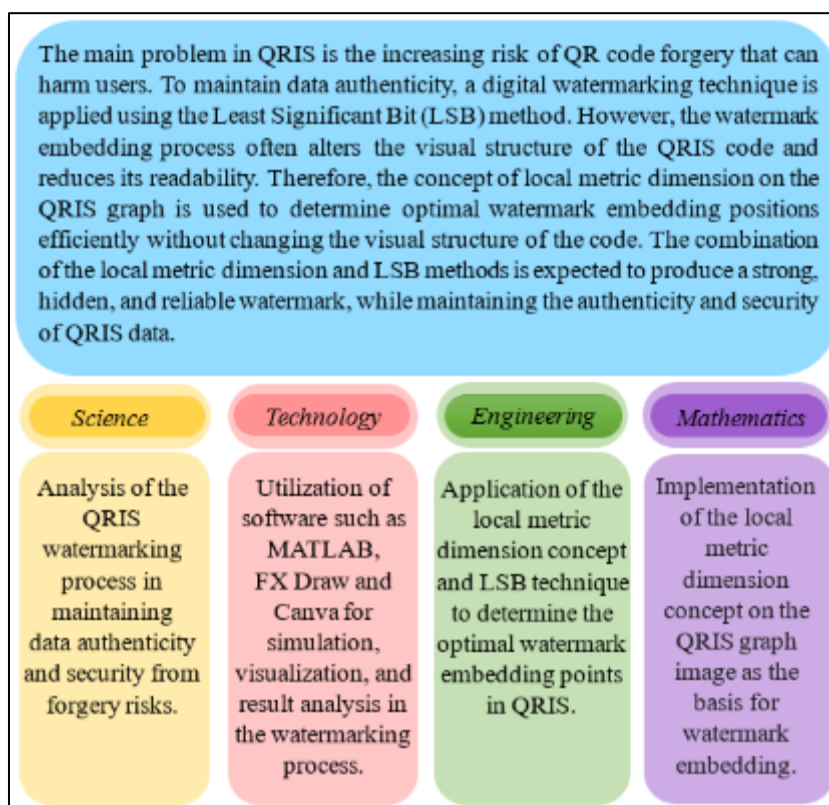 The main problem in QRIS is the increasing risk of QR code forgery that can
harm users. To maintain data authenticity, a digital watermarking technique is
applied using the Least Significant Bit (LSB) method. However, the watermark
embedding process often alters the visual structure of the QRIS code and
reduces its readability. Therefore, the concept of local metric dimension on the
QRIS graph is used to determine optimal watermark embedding positions
efficiently without changing the visual structure of the code. The combination
of the local metric dimension and LSB methods is expected to produce a strong,
hidden, and reliable watermark, while maintaining the authenticity and security
of QRIS data.
Science
Analysis of the
QRIS
watermarking
process in
maintaining
data authenticity
and security from
forgery risks.
Technology
Utilization of
software such as
MATLAB,
FX Draw and
Canva for
simulation,
visualization, and
result analysis in
the watermarking
process.
Engineering
Application of the
local metric
dimension concept
and LSB technique
to determine the
optimal watermark
embedding points
in QRIS.
Mathematics
Implementation
of the local
metric
dimension
concept on the
QRIS graph
image as the
basis for
watermark
embedding.